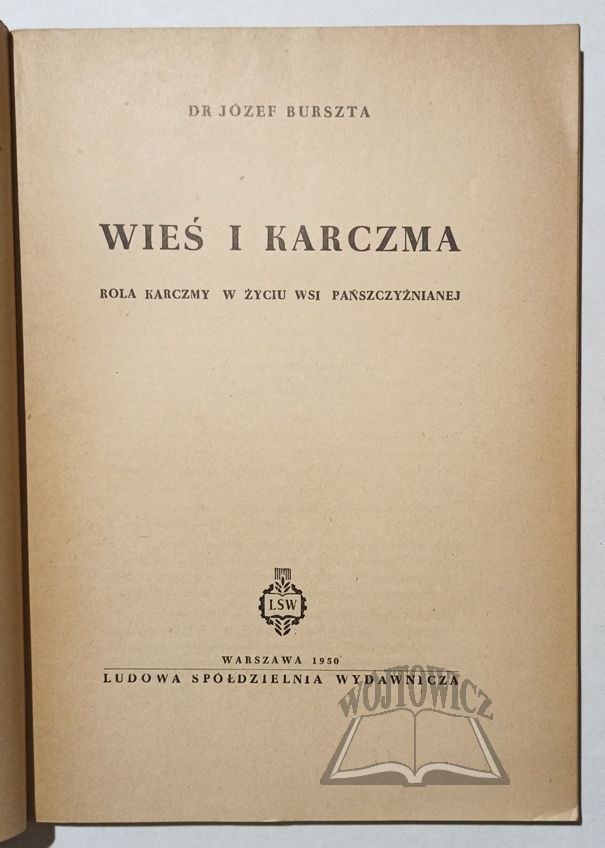 DR JÓZEF BURSZTA
WIEŚ I KARCZMA
ROLA KARCZMY W ŻYCIU WSI PAŃSZCZYŹNIANEJ
LSW
WARSZAWA 1950
LUDOWA SPÓŁDZIELNIA WYDAWNICZA
WÓJTOWICZ